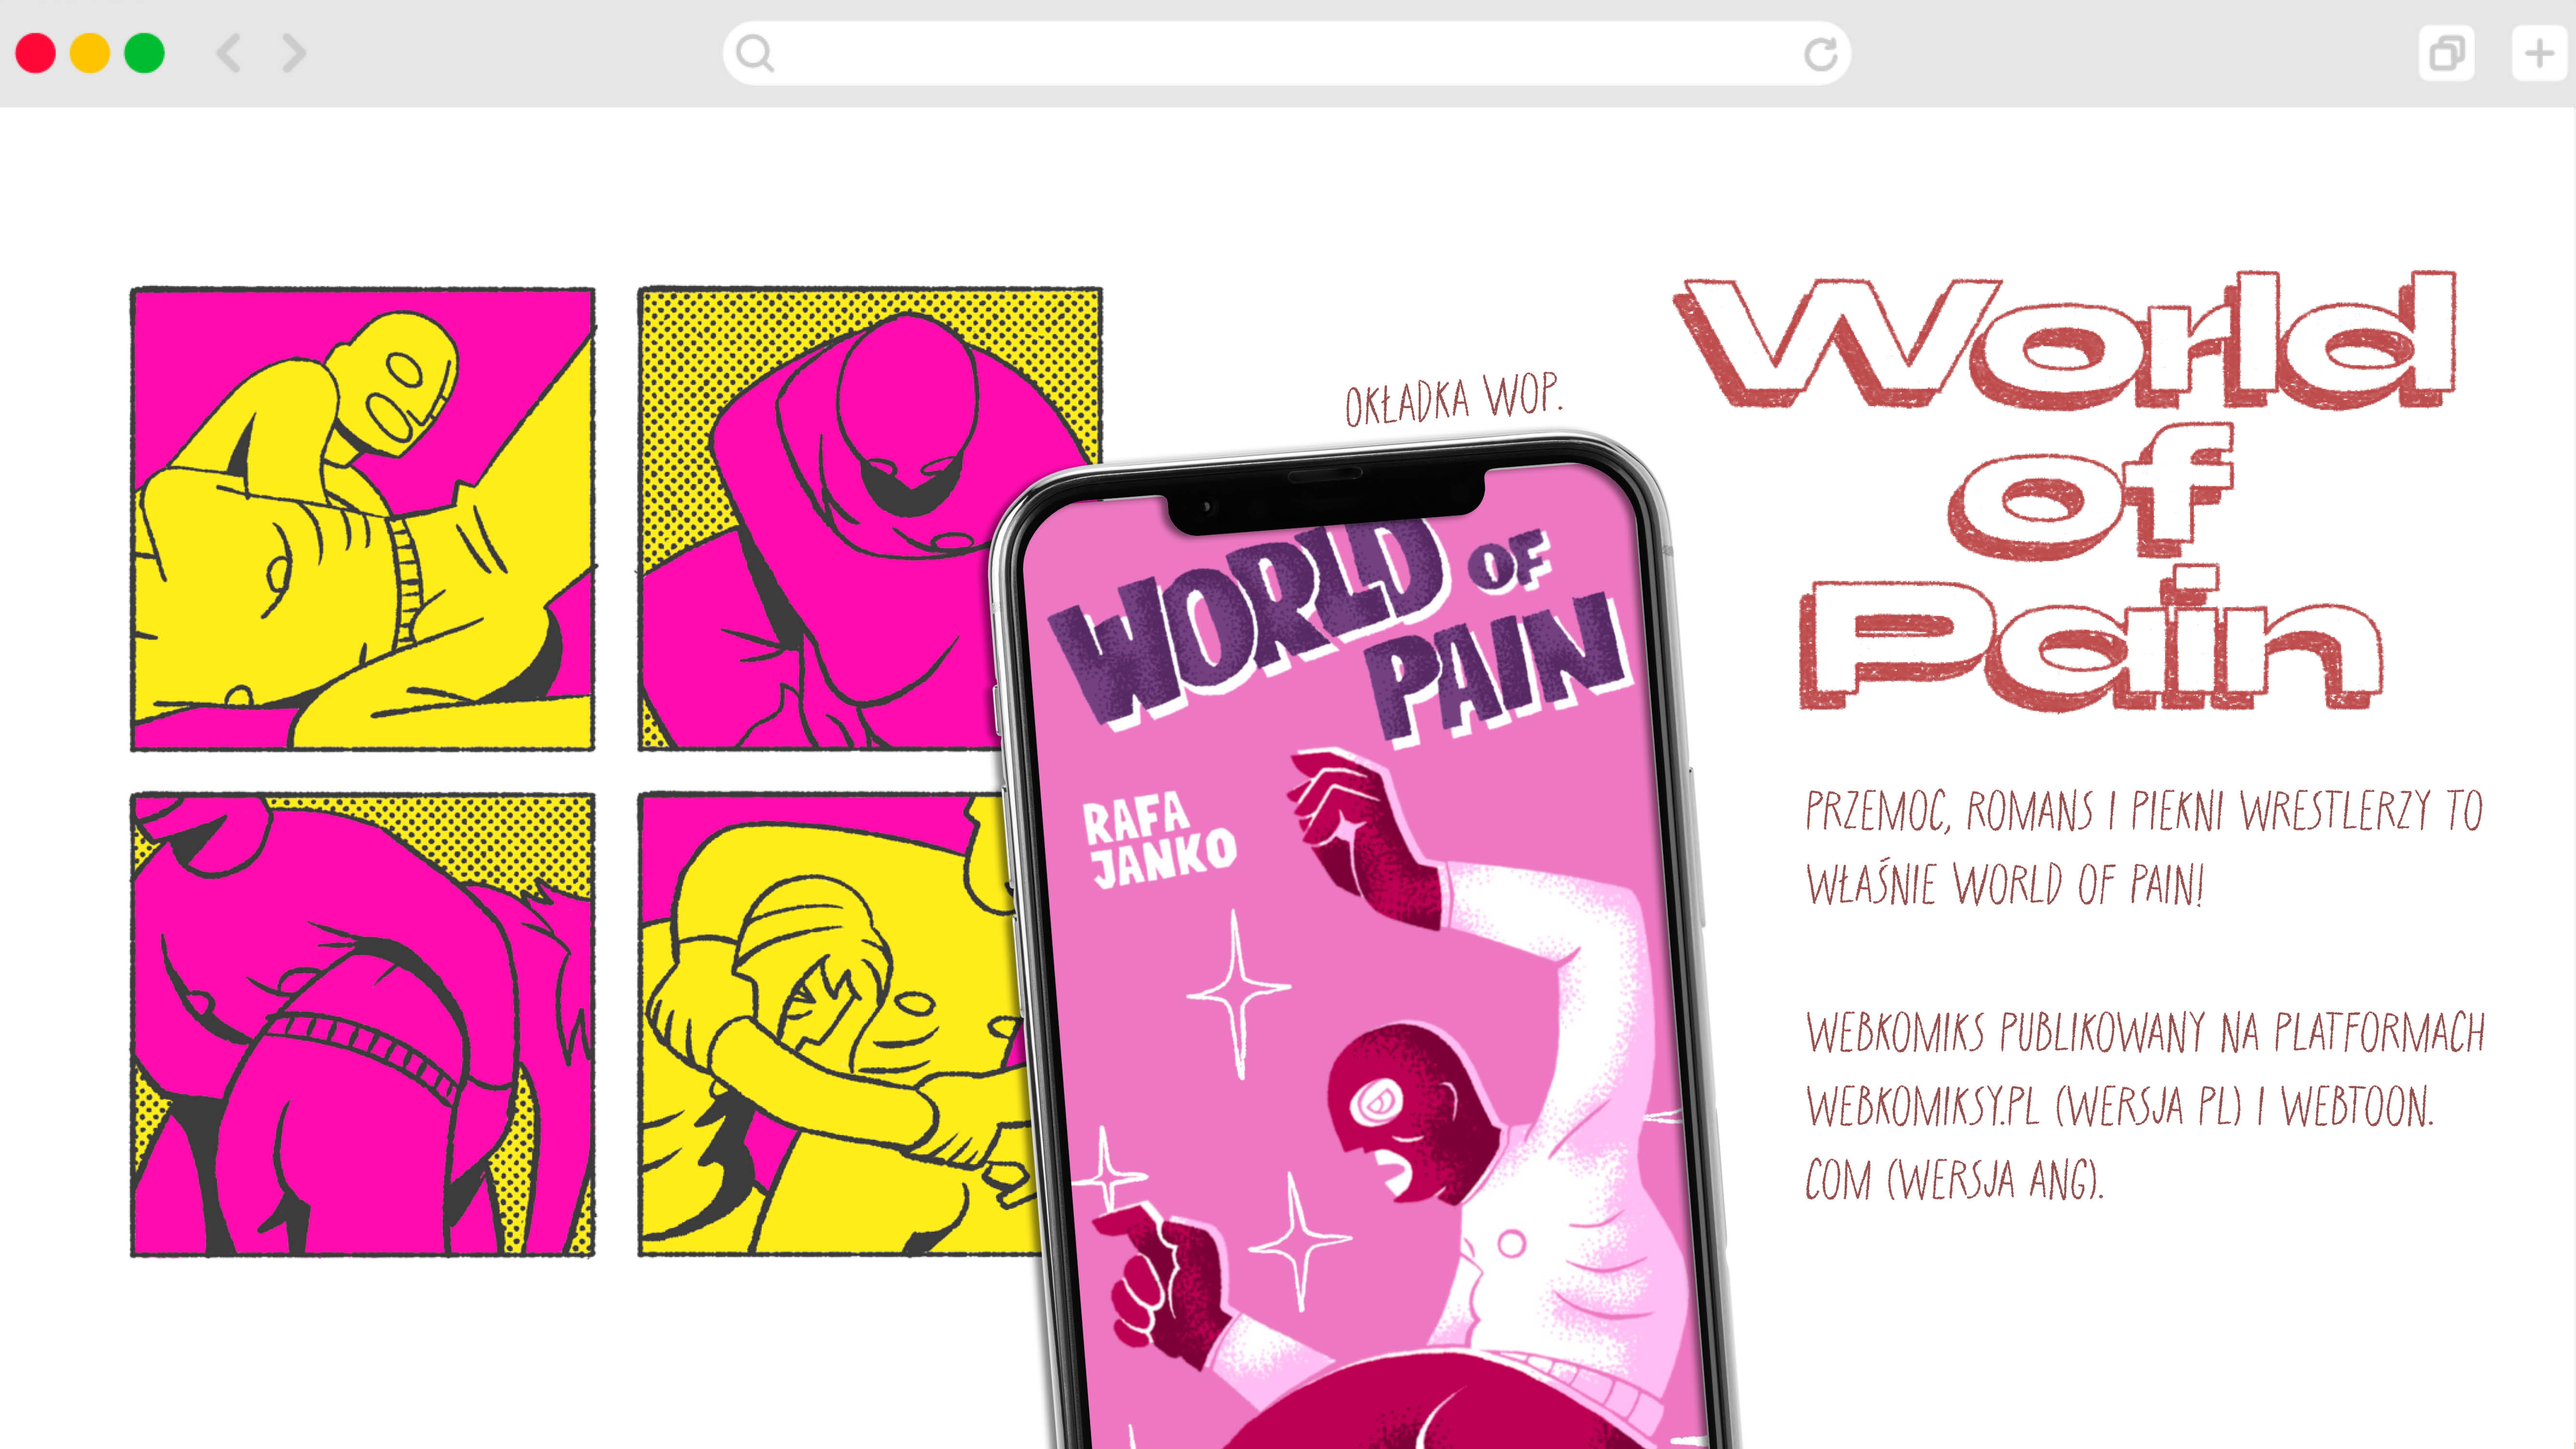 OKŁADKA WOP.
WORLD OF
PAIN
RAFA
JANKO
World
of
Pain
PRZEMOC, ROMANS I PIEKNI WRESTLERZY TO
WŁAŚNIE WORLD OF PAIN!
WEBKOMIKS PUBLIKOWANY NA PLATFORMACH
WEBKOMIKSY.PL (WERSJA PL) I WEBTOON.
COM (WERSJA ANG).